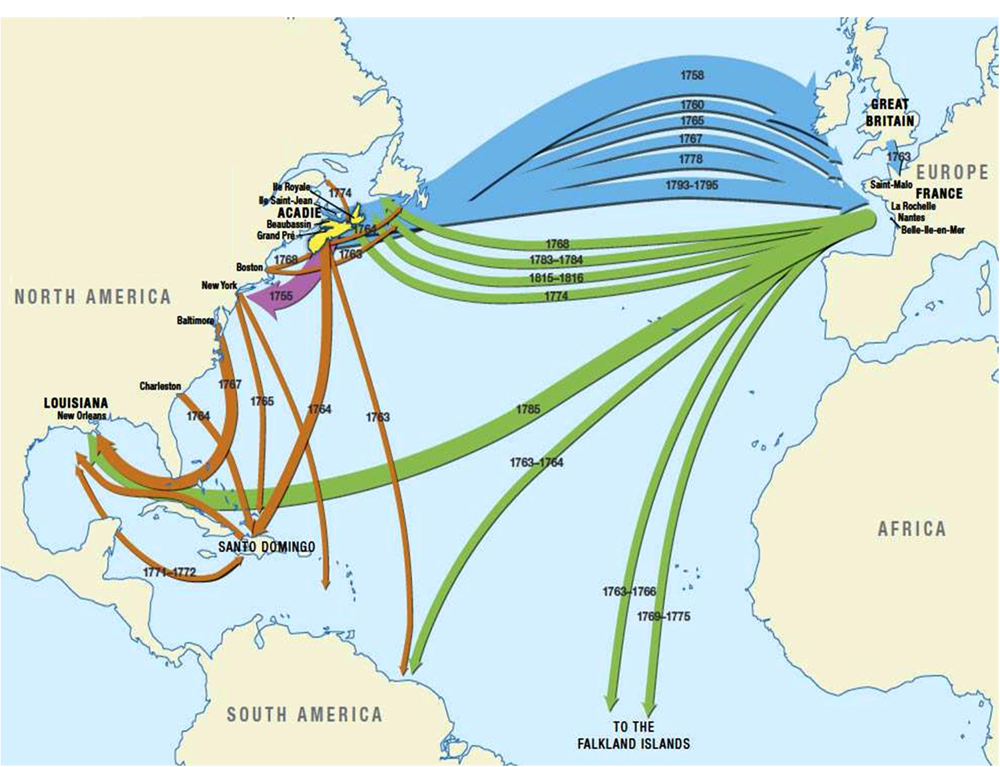 1758
1760
1765
1767
1778
1793-1795
GREAT
BRITAIN
1763
EUROPE
Saint-Malo
FRANCE
La Rochelle
Nantes
Belle-Ile-en-Mer
Ile Royale
1774
Ile Saint-Jean
ACADIE
Beaubassin
Grand Pré
1764
1763
1768
Boston
New York
1755
NORTH AMERICA
Baltimore
1768
1783–1784
1815–1816
1774
Charleston
1767
1765
1764
1764
1763
LOUISIANA
New Orleans
1785
1763–1764
SANTO DOMINGO
1771–1772
AFRICA
1763–1766
1769–1775
SOUTH AMERICA
TO THE
FALKLAND ISLANDS